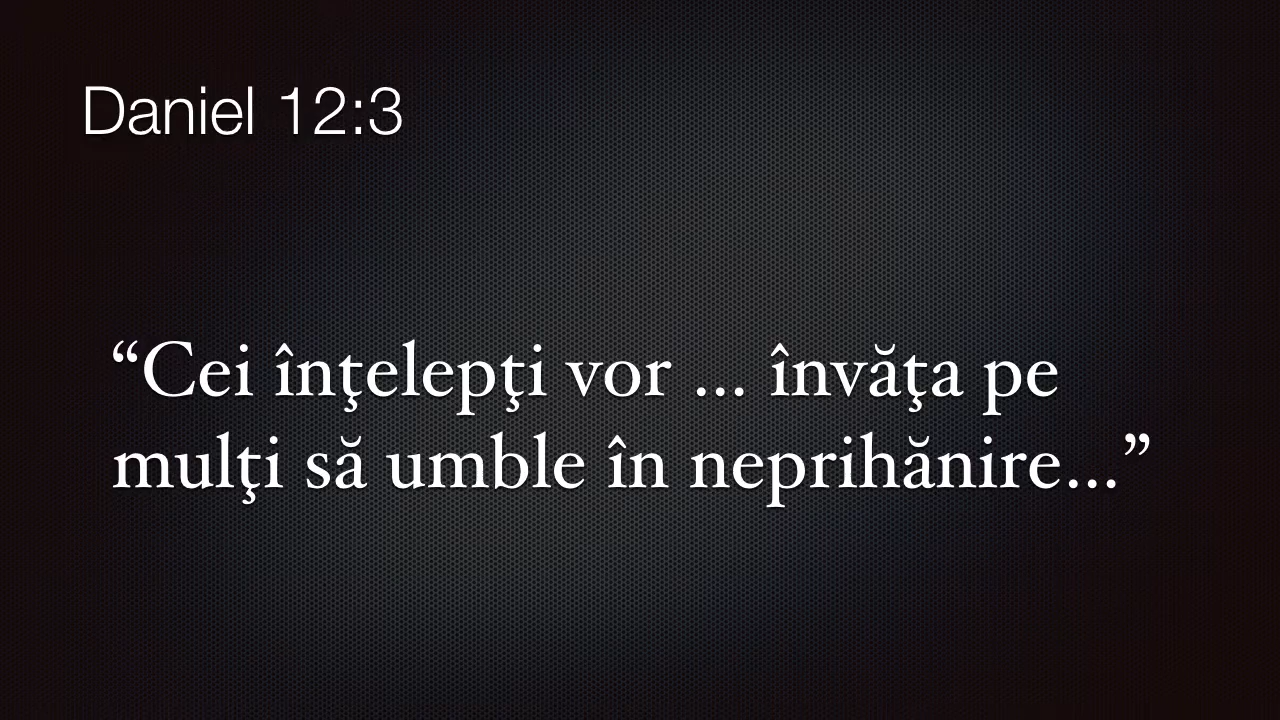 Daniel 12:3
“Cei înţelepţi vor ... învăţa pe
mulţi să umble în neprihănire...”